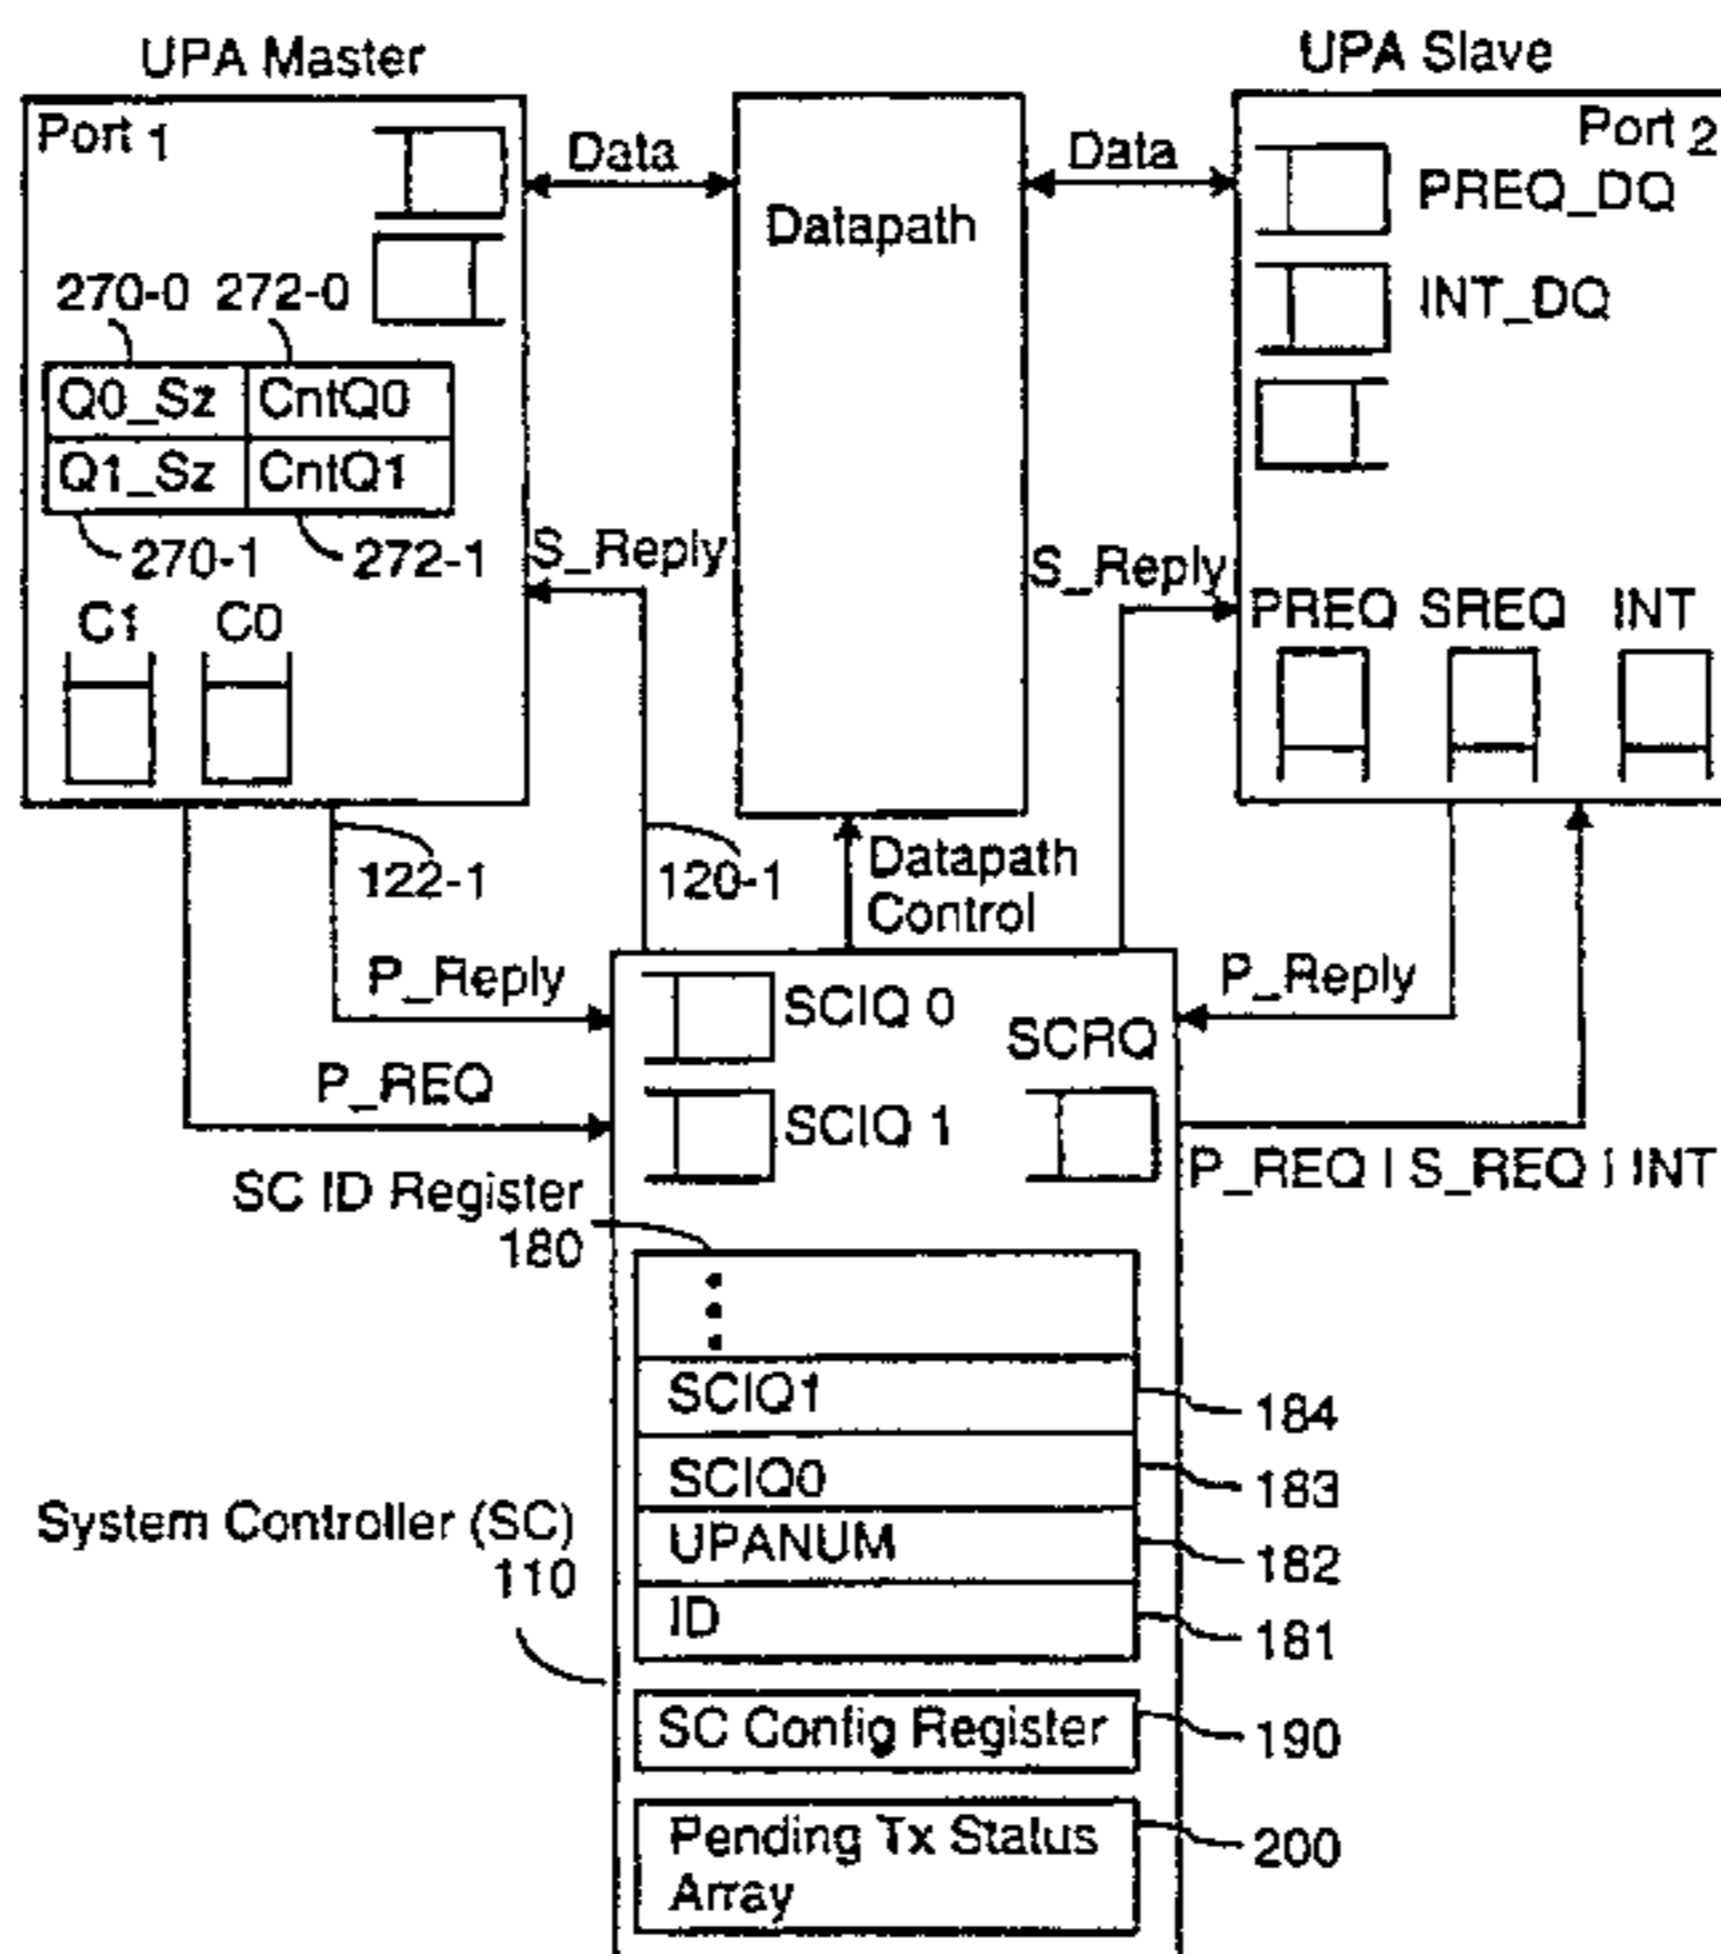 UPA Master
UPA Slave
Port 1
Port 2
Data
Data
Datapath
PREQ_DQ
INT_DQ
270-0 272-0
Q0_Sz CntQ0
Q1_Sz CntQ1
270-1 272-1
S_Reply
S_Reply
C1 C0
PREQ SREQ INT
122-1
120-1
Datapath
Control
P_Reply
P_Reply
SCIQ 0
SCRQ
P_REQ
SCIQ 1
P_REQ | S_REQ | INT
SC ID Register
180
SCIQ1
184
SCIQ0
183
System Controller (SC)
110
UPANUM
182
ID
181
SC Config Register
190
Pending Tx Status
Array
200